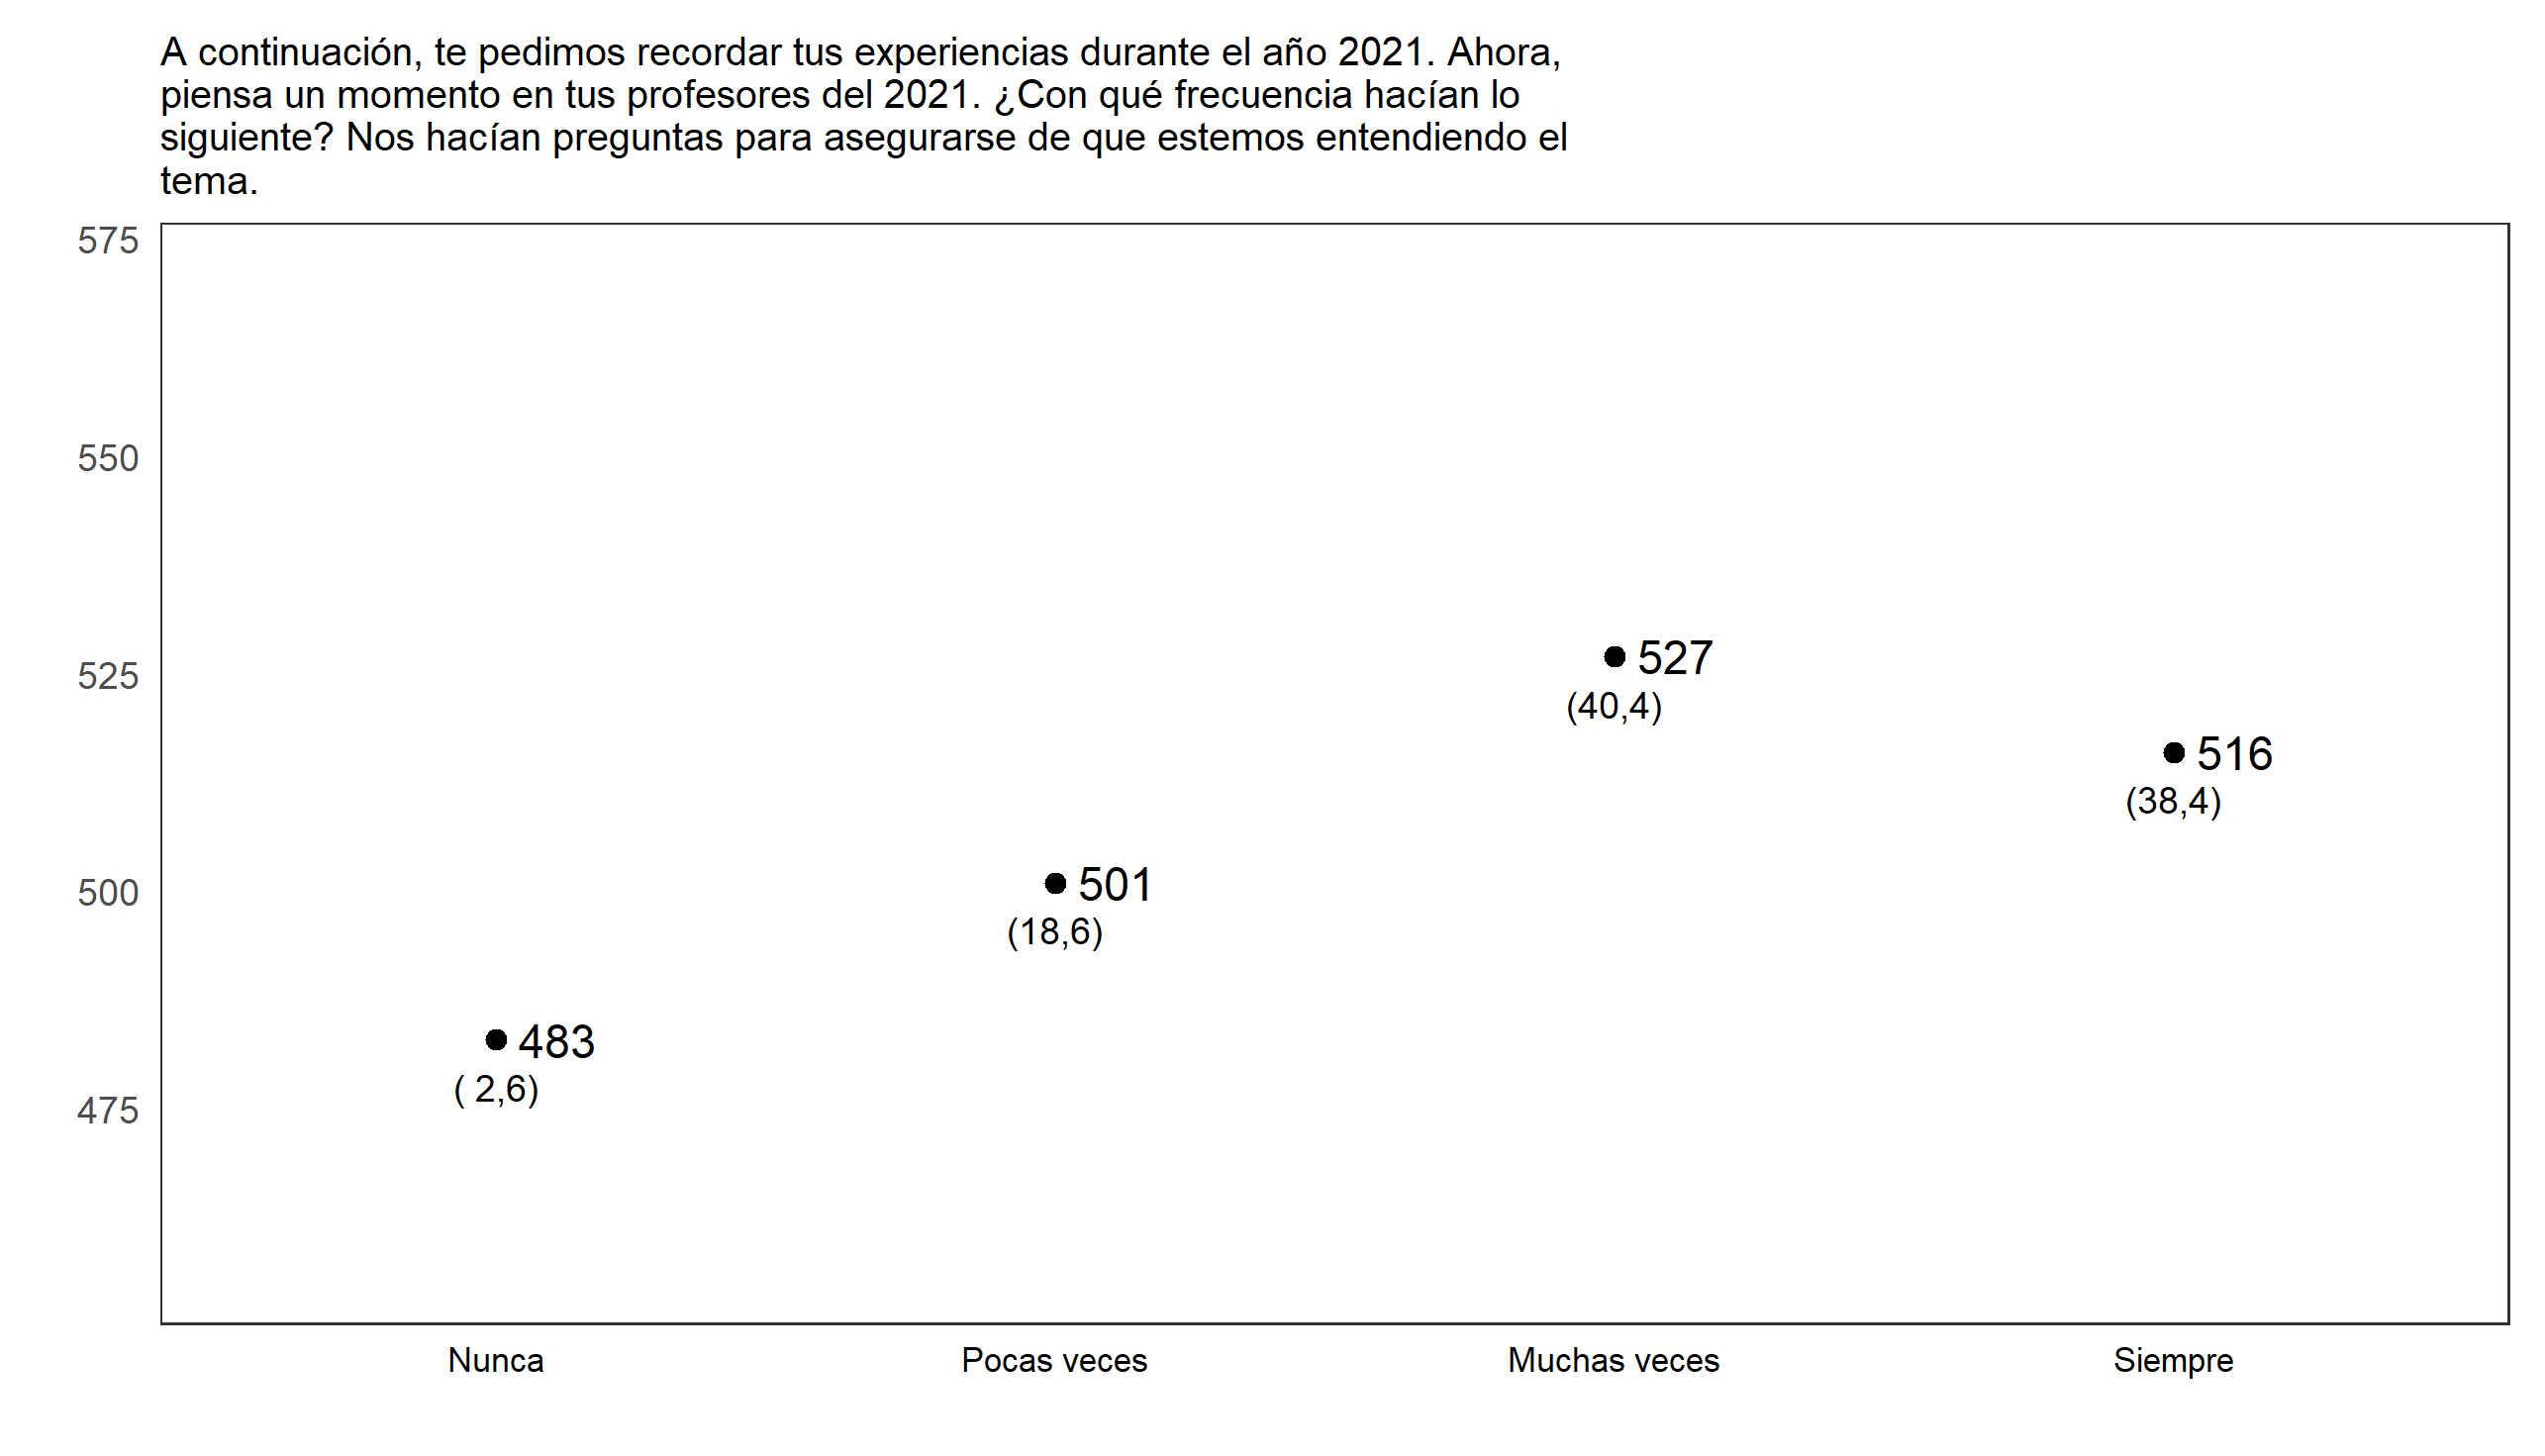 A continuación, te pedimos recordar tus experiencias durante el año 2021. Ahora,
piensa un momento en tus profesores del 2021. ¿Con qué frecuencia hacían lo
siguiente? Nos hacían preguntas para asegurarse de que estemos entendiendo el
tema.
575
550
525
500
475
527
(40,4)
516
(38,4)
501
(18,6)
483
( 2,6)
Nunca
Pocas veces
Muchas veces
Siempre